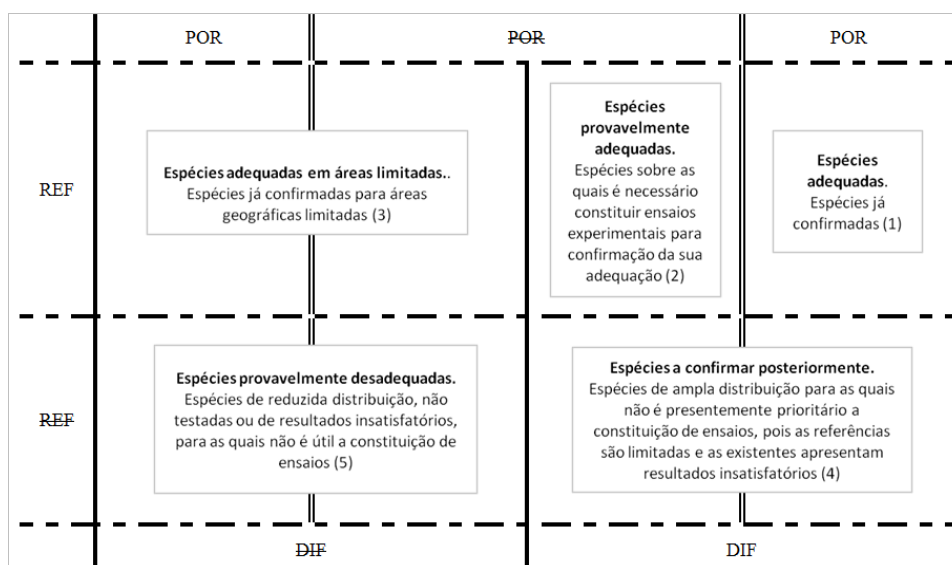 POR
POR
POR
REF
Espécies adequadas em áreas limitadas..
Espécies já confirmadas para áreas
geográficas limitadas (3)
Espécies
provavelmente
adequadas.
Espécies sobre as
quais é necessário
constituir ensaios
experimentais para
confirmação da sua
adequação (2)
Espécies
adequadas.
Espécies já
confirmadas (1)
REF
Espécies provavelmente desadequadas.
Espécies de reduzida distribuição, não
testadas ou de resultados insatisfatórios,
para as quais não é útil a constituição de
ensaios (5)
Espécies a confirmar posteriormente.
Espécies de ampla distribuição para as quais
não é presentemente prioritário a
constituição de ensaios, pois as referências
são limitadas e as existentes apresentam
resultados insatisfatórios (4)
DIF
DIF